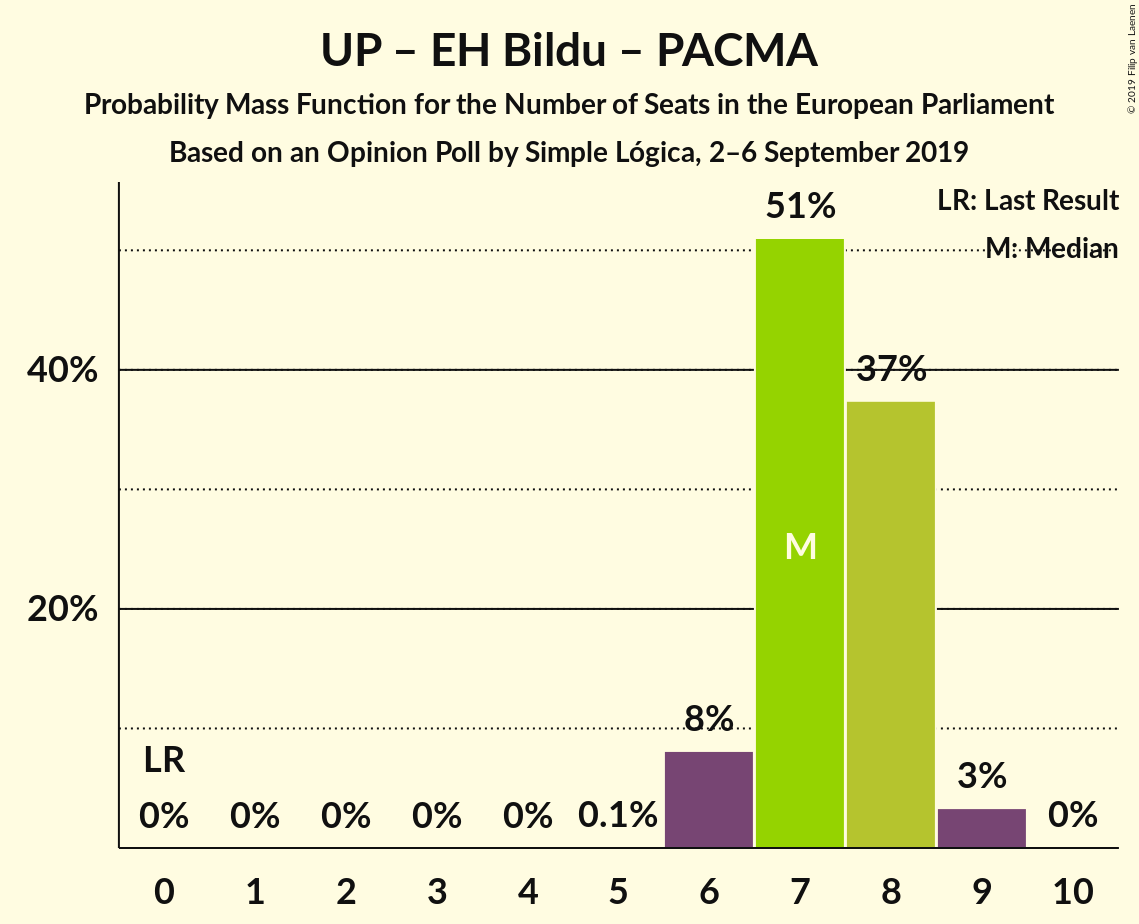 UP – EH Bildu – PACMA
Probability Mass Function for the Number of Seats in the European Parliament
Based on an Opinion Poll by Simple Lógica, 2–6 September 2019
© 2019 Filip van Laenen
LR: Last Result
M: Median
51%
40%
37%
M
20%
8%
LR
3%
0% 0% 0% 0% 0% 0.1% 0%
0 1 2 3 4 5 6 7 8 9 10